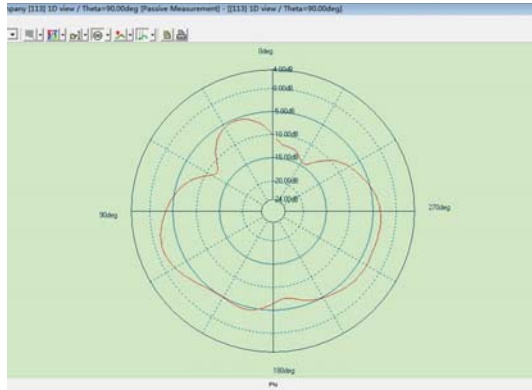 mpany [113] 1D view / Theta=90.00deg [Passive Measurement] - [[113] 1D view / Theta=90.00deg]
0deg
4.00dB
0.00dB
-5.00dB
-10.00dB
-15.00dB
-20.00dB
-24.00dB
90deg
270deg
180deg
Phi